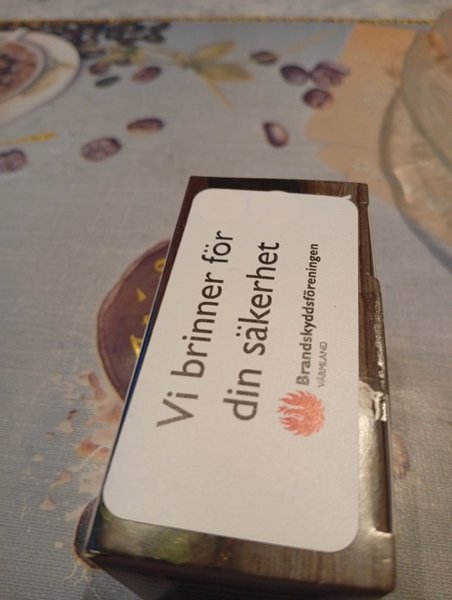 Vi brinner för
din säkerhet
Brandskyddsföreningen
VÄRMLAND